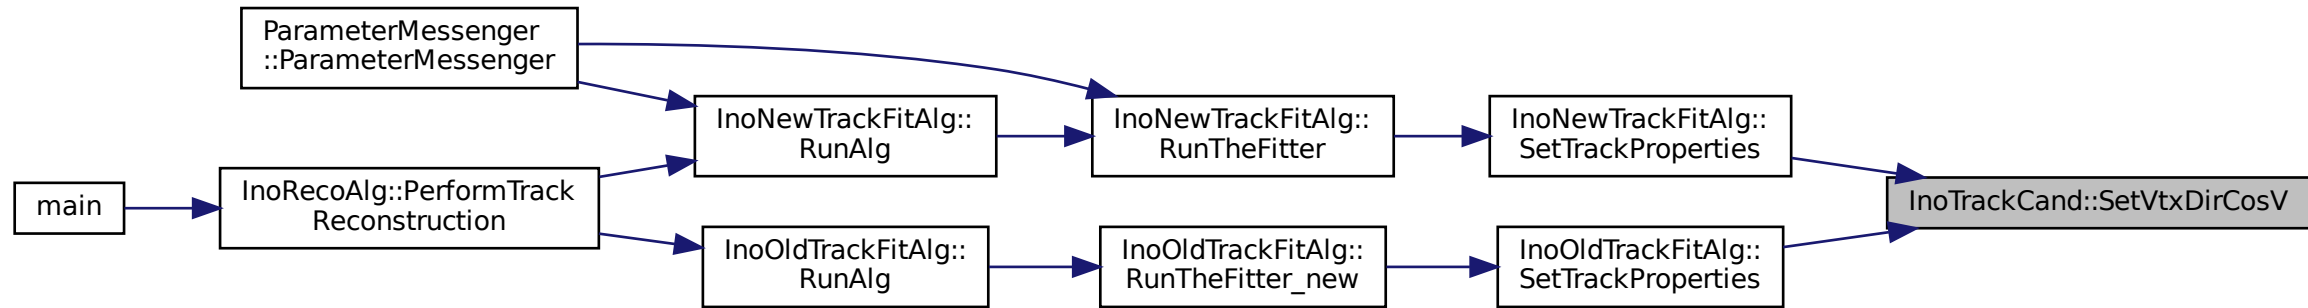 ParameterMessenger
::ParameterMessenger
InoNewTrackFitAlg::
RunAlg
InoNewTrackFitAlg::
RunTheFitter
InoNewTrackFitAlg::
SetTrackProperties
main
InoRecoAlg::PerformTrack
Reconstruction
InoTrackCand::SetVtxDirCosV
InoOldTrackFitAlg::
RunAlg
InoOldTrackFitAlg::
RunTheFitter_new
InoOldTrackFitAlg::
SetTrackProperties